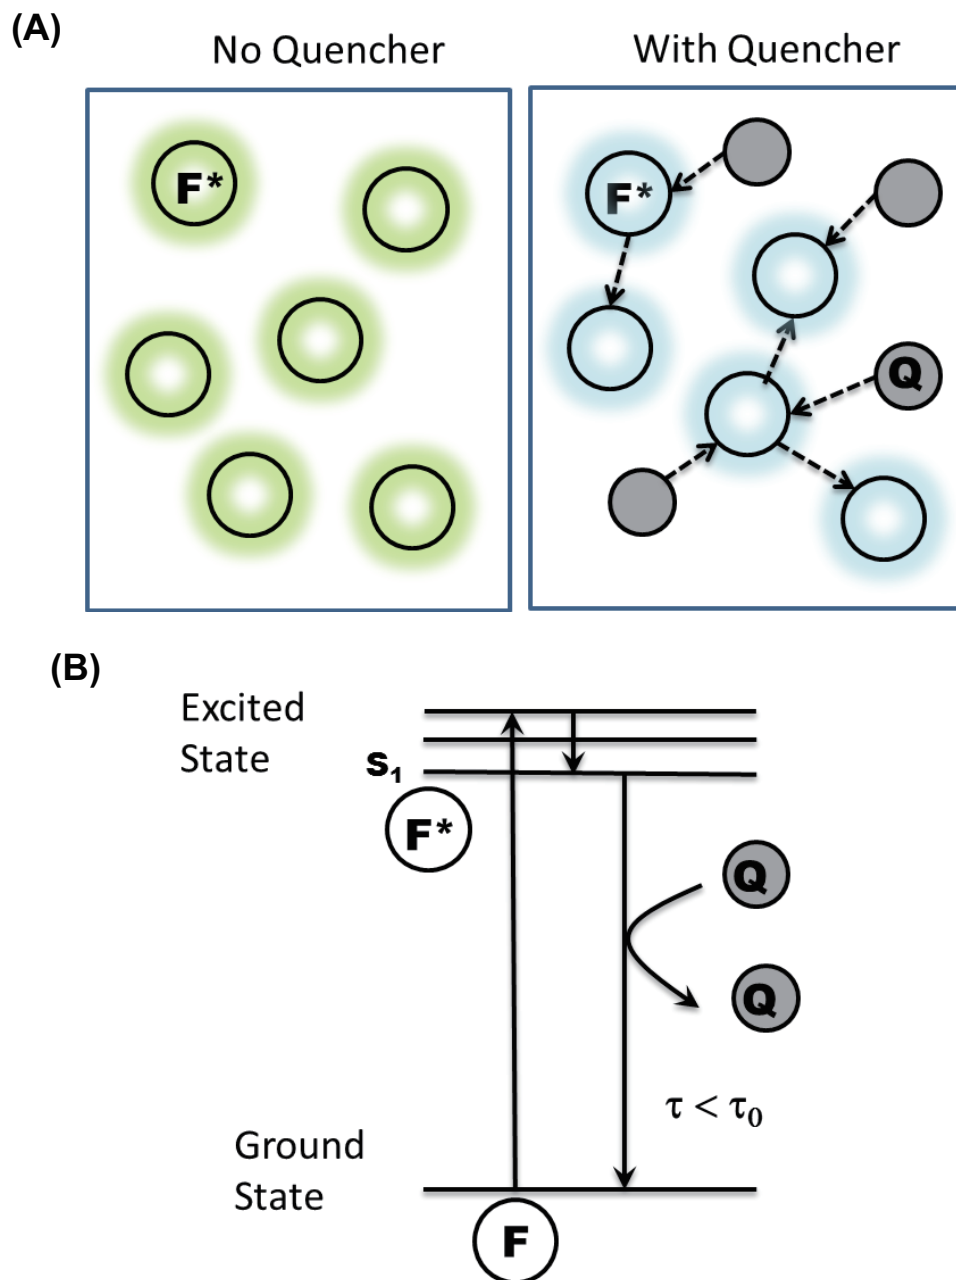 (A)
No Quencher
With Quencher
F*
F*
Q
(B)
Excited
State
S₁
F*
Q
Q
τ < τ₀
Ground
State
F